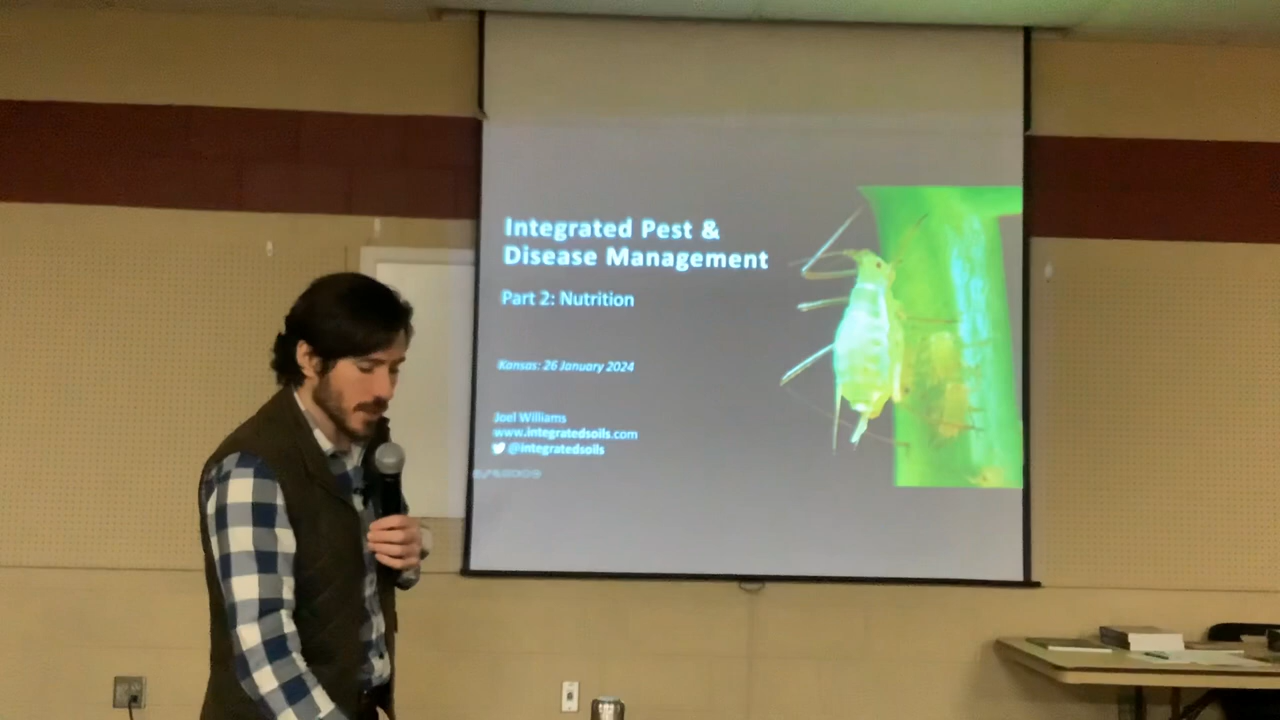 Integrated Pest &
Disease Management
Part 2: Nutrition
Kansas: 26 January 2024
Joel Williams
www.integratedsoils.com
@integratedsoils